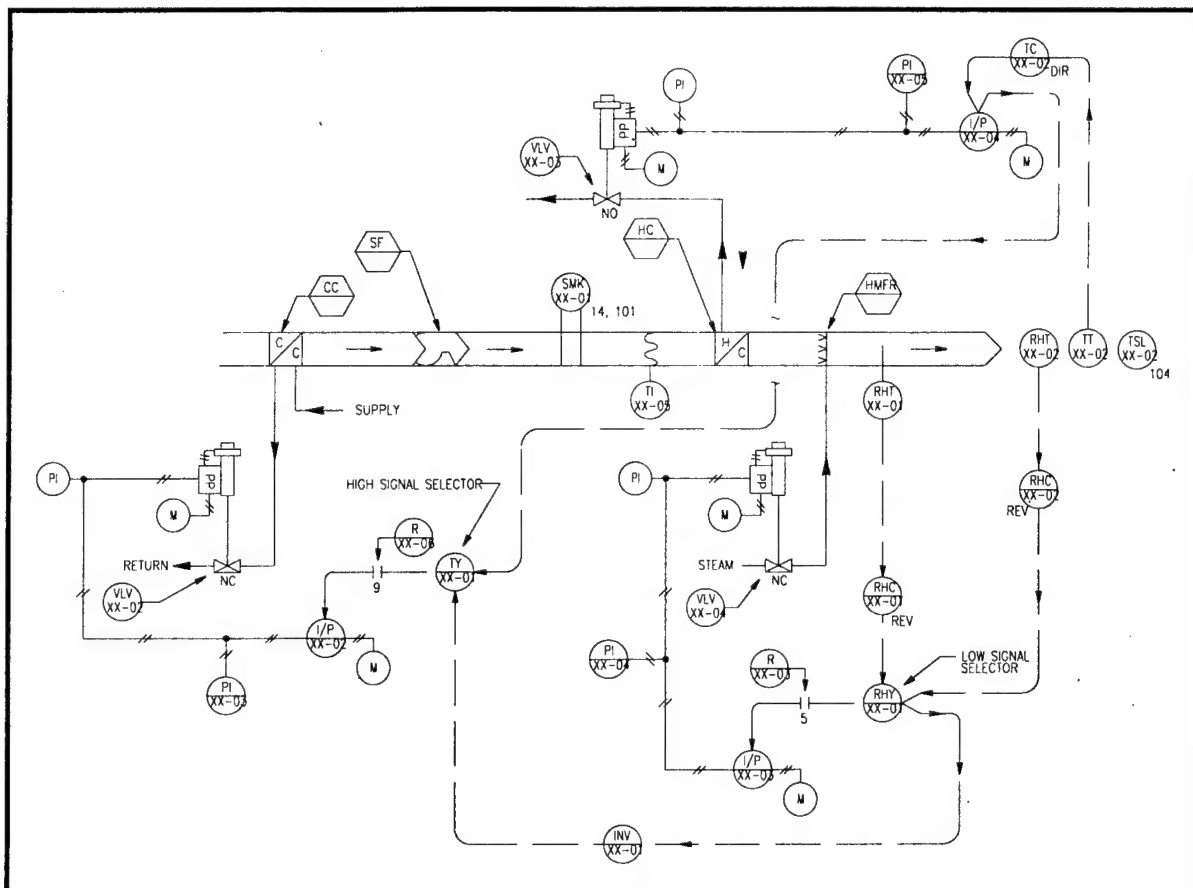 TC
XX-02
DIR
PI
PI
XX-05
I/P
XX-04
M
PP
M
VLV
XX-03
NO
SF
HC
CC
SMK
XX-01
14, 101
HMFR
C
C
H
C
RHT
XX-02
TT
XX-02
TSL
XX-02
104
SUPPLY
TI
XX-05
RHT
XX-01
PI
PP
M
HIGH SIGNAL SELECTOR
PI
PP
M
RHC
XX-02
REV
R
XX-06
RETURN
NC
9
TY
XX-01
STEAM
NC
VLV
XX-02
VLV
XX-04
RHC
XX-01
REV
I/P
XX-02
M
PI
XX-03
PI
XX-04
R
XX-03
LOW SIGNAL
SELECTOR
RHY
XX-01
5
I/P
XX-03
M
INV
XX-01